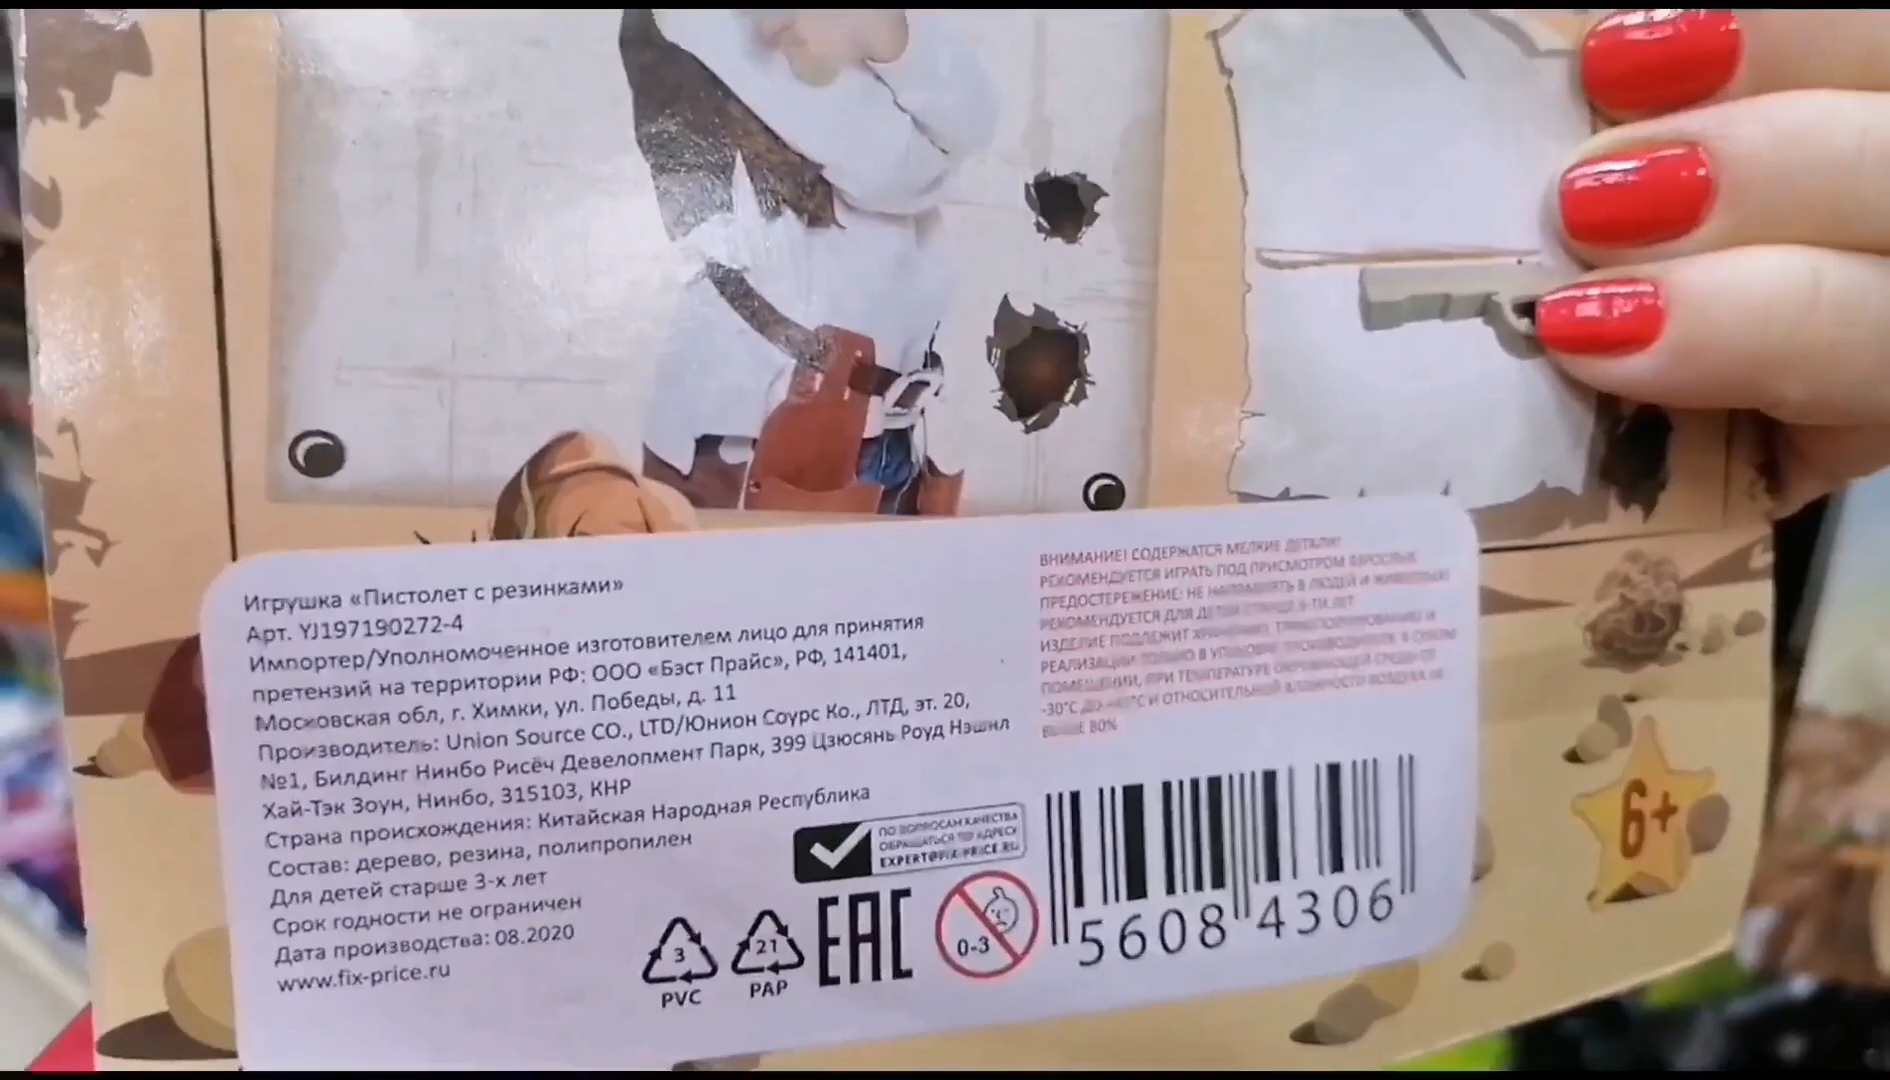 Игрушка «Пистолет с резинками»
Арт. YJ197190272-4
Импортер/Уполномоченное изготовителем лицо для принятия
претензий на территории РФ: ООО «Бэст Прайс», РФ, 141401,
Московская обл, г. Химки, ул. Победы, д. 11
Производитель: Union Source CO., LTD/Юнион Соурс Ко., ЛТД, эт. 20,
№1, Билдинг Нинбо Рисёч Девелопмент Парк, 399 Цзюсянь Роуд Нэшнл
Хай-Тэк Зоун, Нинбо, 315103, КНР
Страна происхождения: Китайская Народная Республика
Состав: дерево, резина, полипропилен
Для детей старше 3-х лет
Срок годности не ограничен
Дата производства: 08.2020
www.fix-price.ru
ВНИМАНИЕ! СОДЕРЖАТСЯ МЕЛКИЕ ДЕТАЛИ!
РЕКОМЕНДУЕТСЯ ИГРАТЬ ПОД ПРИСМОТРОМ ВЗРОСЛЫХ.
ПРЕДОСТЕРЕЖЕНИЕ: НЕ НАПРАВЛЯТЬ В ЛЮДЕЙ И ЖИВОТНЫХ!
РЕКОМЕНДУЕТСЯ ДЛЯ ДЕТЕЙ СТАРШЕ ЛЕТ
ИЗДЕЛИЕ ПОДЛЕЖИТ ХРАНЕНИЮ, ТРАНСПОРТИРОВАНИЮ И
РЕАЛИЗАЦИИ ТОЛЬКО В УПАКОВКЕ ПРОИЗВОДИТЕЛЯ, В СУХОМ
ПОМЕЩЕНИИ, ПРИ ТЕМПЕРАТУРЕ ОКРУЖАЮЩЕЙ СРЕДЫ ОТ
-30°С ДО И ОТНОСИТЕЛЬНОЙ ВЛАЖНОСТИ ВОЗДУХА НЕ
ВЫШЕ 80%
ПО ВОПРОСАМ КАЧЕСТВА
ОБРАЩАТЬСЯ ПО АДРЕСУ
EXPERT@FIX-PRICE.RU
3
PVC
21
PAP
EAC
0-3
5608 4306
6+